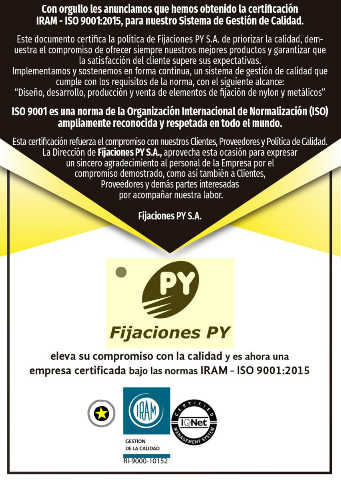 Con orgullo les anunciamos que hemos obtenido la certificación
IRAM - ISO 9001:2015, para nuestro Sistema de Gestión de Calidad.
Este documento certifica la política de Fijaciones PY S.A. de priorizar la calidad, dem-
uestra el compromiso de ofrecer siempre nuestros mejores productos y garantizar que
la satisfacción del cliente supere sus expectativas.
Implementamos y sostenemos en forma continua, un sistema de gestión de calidad que
cumple con los requisitos de la norma, con el siguiente alcance:
"Diseño, desarrollo, producción y venta de elementos de fijación de nylon y metálicos"
ISO 9001 es una norma de la Organización Internacional de Normalización (ISO)
ampliamente reconocida y respetada en todo el mundo.
Esta certificación refuerza el compromiso con nuestros Clientes, Proveedores y Política de Calidad.
La Dirección de Fijaciones PY S.A., aprovecha esta ocasión para expresar
un sincero agradecimiento al personal de la Empresa por el
compromiso demostrado, como así también a Clientes,
Proveedores y demás partes interesadas
por acompañar nuestra labor.
Fijaciones PY S.A.
PY
Fijaciones PY
eleva su compromiso con la calidad y es ahora una
empresa certificada bajo las normas IRAM - ISO 9001:2015
IRAM
CERTIFIED
IQNet
MANAGEMENT SYSTEM
GESTION
DE LA CALIDAD
RI-9000-10152